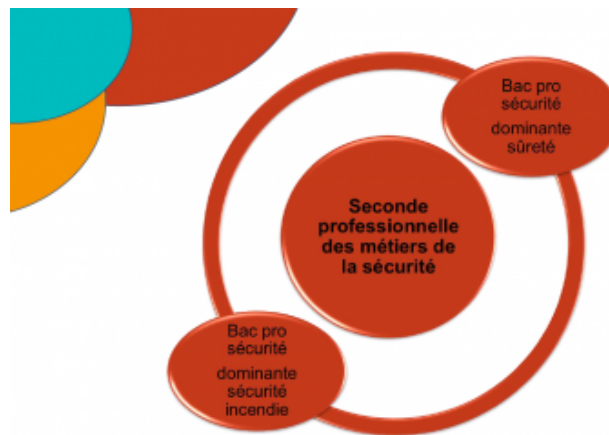 Bac pro
sécurité
dominante
sûreté
Seconde
professionnelle
des métiers de
la sécurité
Bac pro
sécurité
dominante
sécurité
incendie